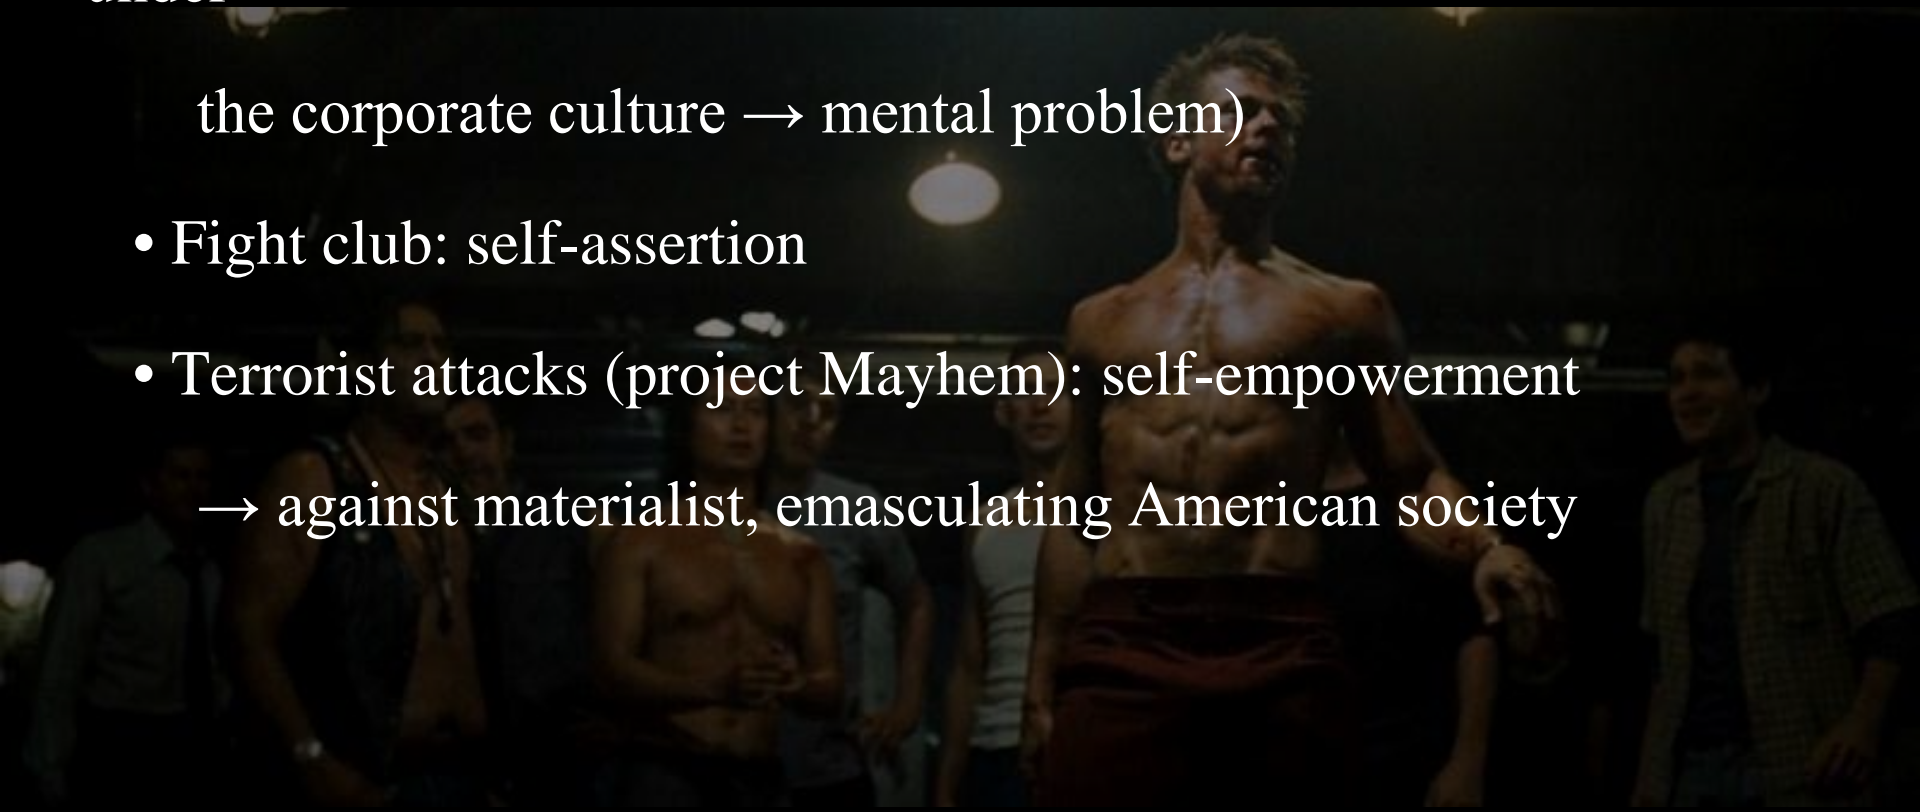 under
the corporate culture → mental problem)
• Fight club: self-assertion
• Terrorist attacks (project Mayhem): self-empowerment
→ against materialist, emasculating American society